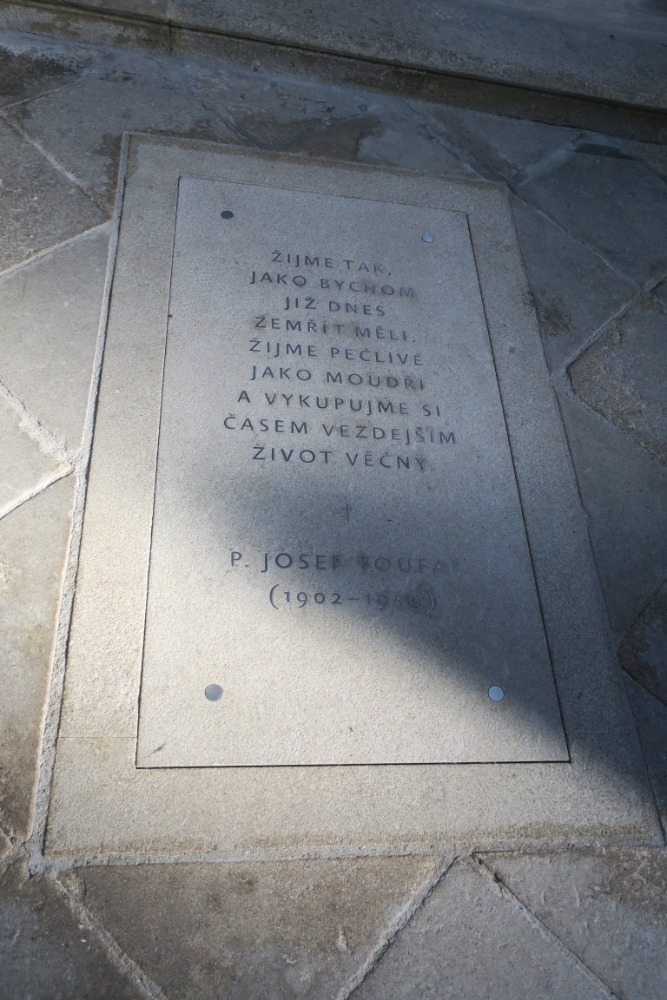 ŽIJME TAK,
JAKO BYCHOM
JIŽ DNES
ZEMŘÍT MĚLI.
ŽIJME PEČLIVĚ
JAKO MOUDŘÍ
A VYKUPUJME SI
ČASEM VEZDEJŠÍM
ŽIVOT VĚČNÝ.
P. JOSEF TOUFAR
(1902–1950)